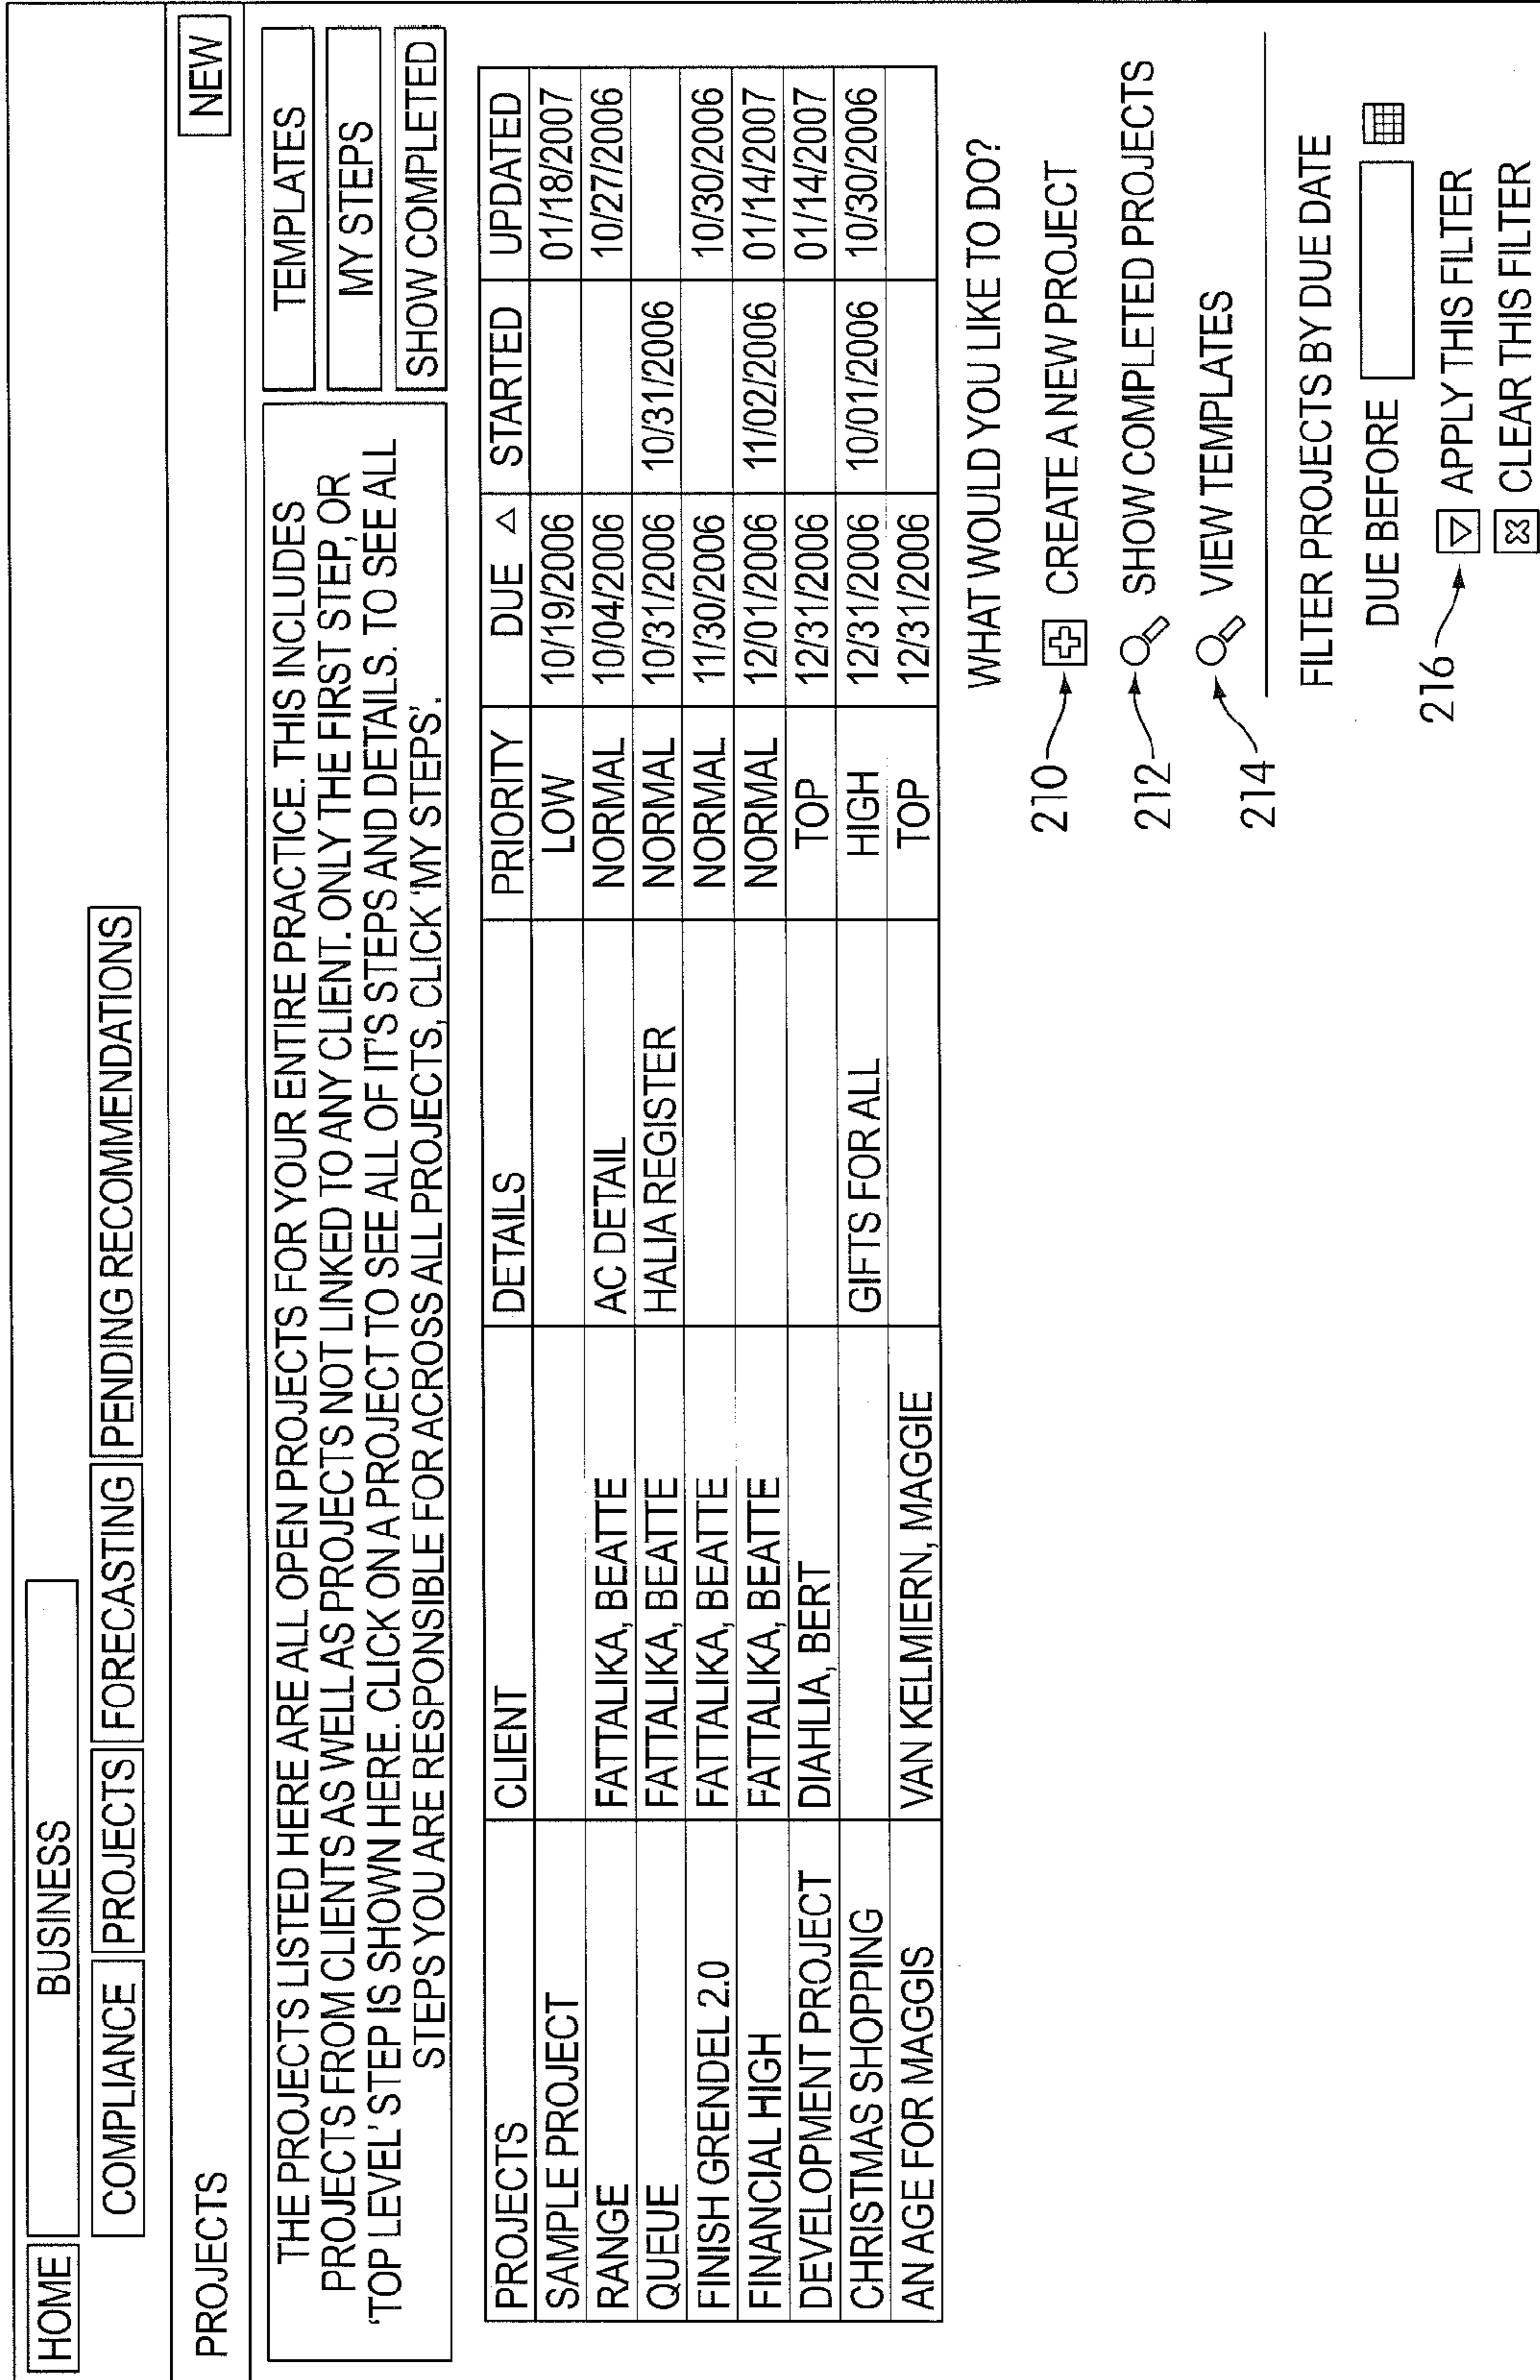 HOME BUSINESS
COMPLIANCE PROJECTS FORECASTING PENDING RECOMMENDATIONS
PROJECTS NEW
THE PROJECTS LISTED HERE ARE ALL OPEN PROJECTS FOR YOUR ENTIRE PRACTICE. THIS INCLUDES
PROJECTS FROM CLIENTS AS WELL AS PROJECTS NOT LINKED TO ANY CLIENT. ONLY THE FIRST STEP, OR
'TOP LEVEL' STEP IS SHOWN HERE. CLICK ON A PROJECT TO SEE ALL OF IT'S STEPS AND DETAILS. TO SEE ALL
STEPS YOU ARE RESPONSIBLE FOR ACROSS ALL PROJECTS, CLICK 'MY STEPS'.
TEMPLATES
MY STEPS
SHOW COMPLETED
PROJECTS CLIENT DETAILS PRIORITY DUE △ STARTED UPDATED
SAMPLE PROJECT LOW 10/19/2006 01/18/2007
RANGE FATTALIKA, BEATTE AC DETAIL NORMAL 10/04/2006 10/27/2006
QUEUE FATTALIKA, BEATTE HALIA REGISTER NORMAL 10/31/2006 10/31/2006
FINISH GRENDEL 2.0 FATTALIKA, BEATTE NORMAL 11/30/2006 10/30/2006
FINANCIAL HIGH FATTALIKA, BEATTE NORMAL 12/01/2006 11/02/2006 01/14/2007
DEVELOPMENT PROJECT DIAHLIA, BERT TOP 12/31/2006 01/14/2007
CHRISTMAS SHOPPING GIFTS FOR ALL HIGH 12/31/2006 10/01/2006 10/30/2006
AN AGE FOR MAGGIS VAN KELMIERN, MAGGIE TOP 12/31/2006
WHAT WOULD YOU LIKE TO DO?
210 CREATE A NEW PROJECT
212 SHOW COMPLETED PROJECTS
214 VIEW TEMPLATES
FILTER PROJECTS BY DUE DATE
DUE BEFORE
216 APPLY THIS FILTER
CLEAR THIS FILTER